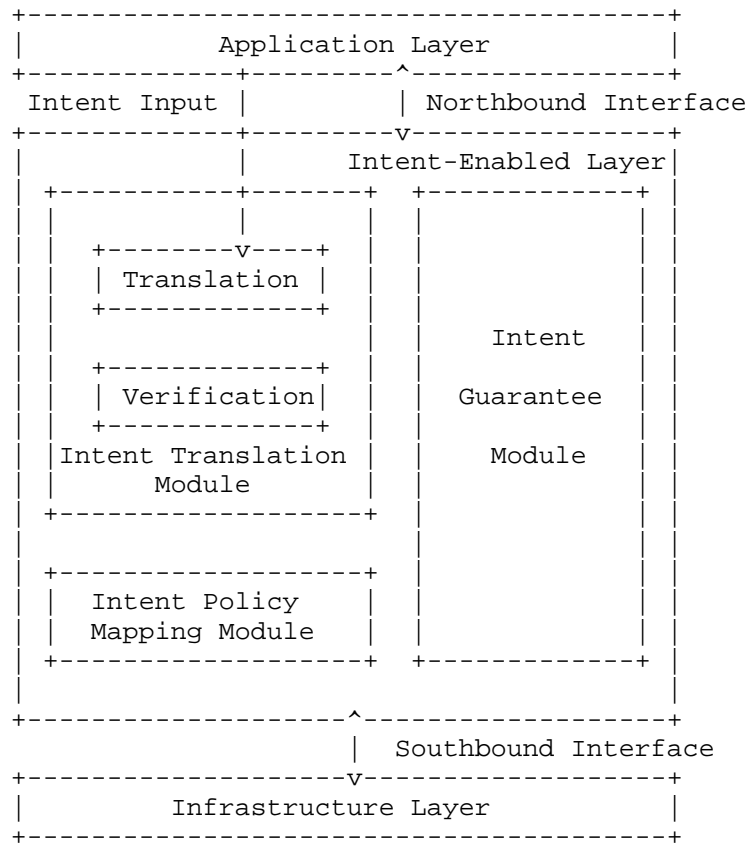 Application Layer
Intent Input Northbound Interface
Intent-Enabled Layer
Translation
Intent
Verification Guarantee
Intent Translation Module
Module
Intent Policy
Mapping Module
Southbound Interface
Infrastructure Layer